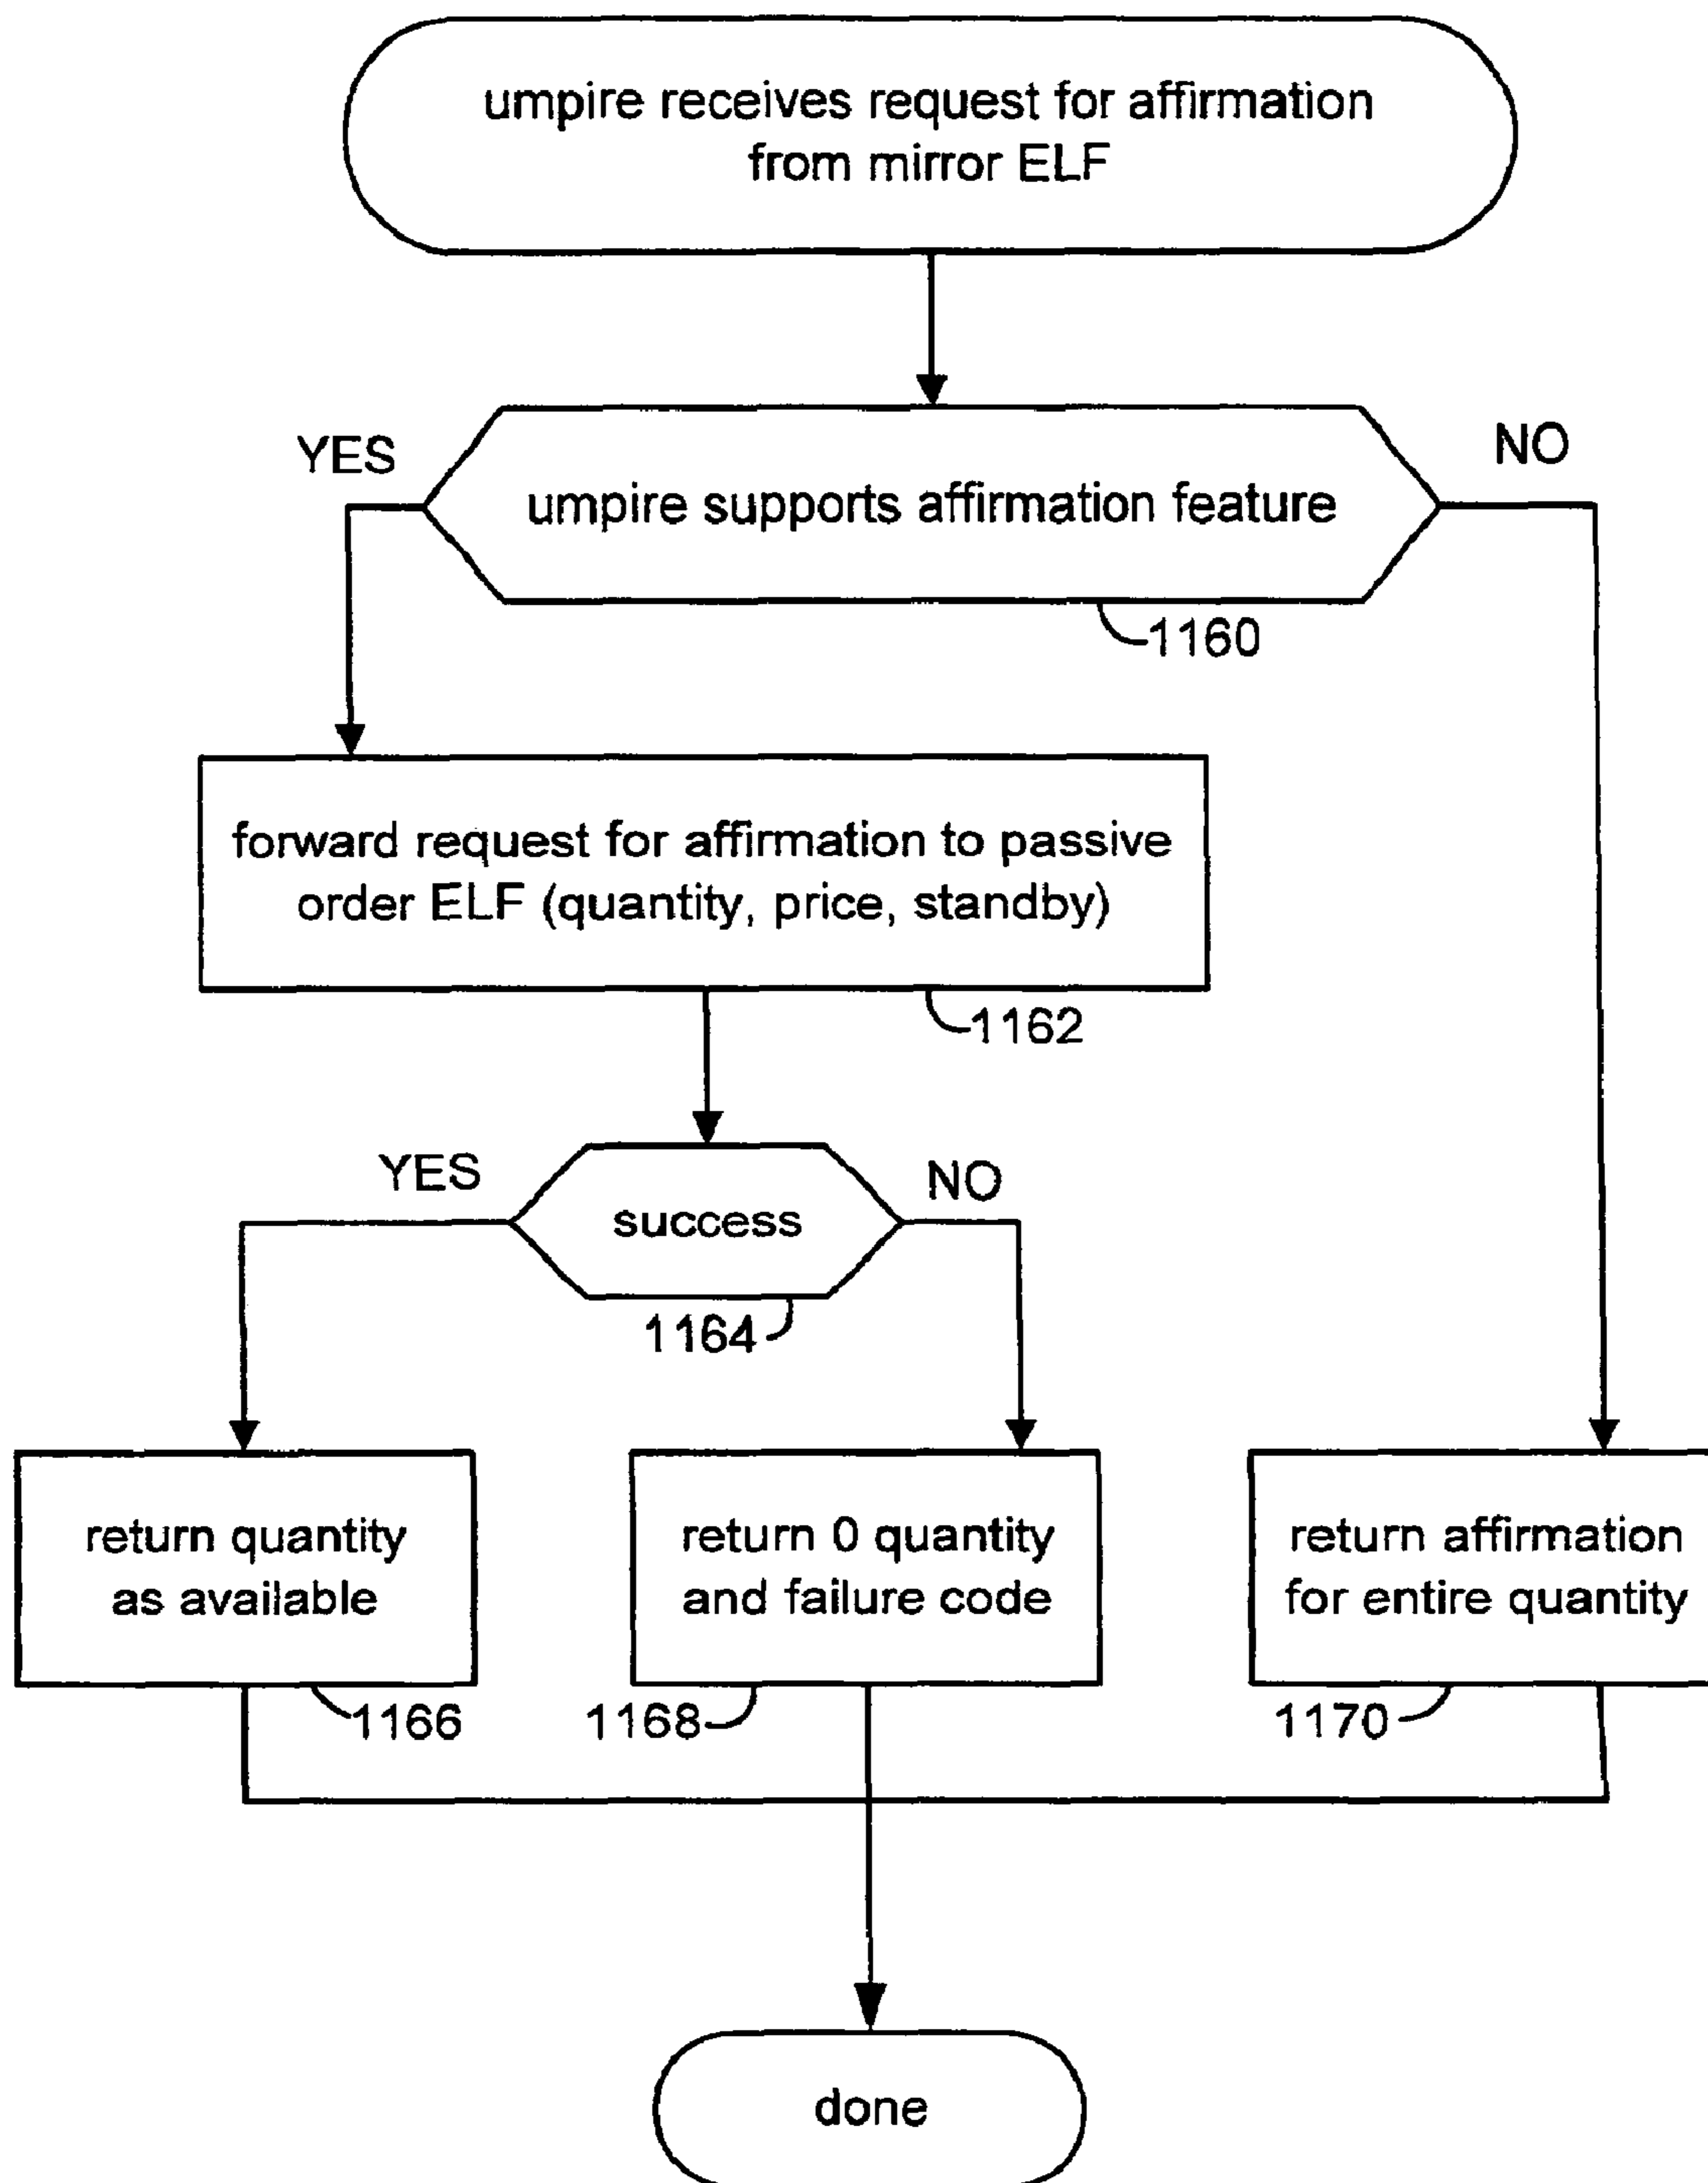 umpire receives request for affirmation
from mirror ELF
YES
NO
umpire supports affirmation feature
1160
forward request for affirmation to passive
order ELF (quantity, price, standby)
1162
YES
NO
success
1164
return quantity
as available
return 0 quantity
and failure code
return affirmation
for entire quantity
1166
1168
1170
done